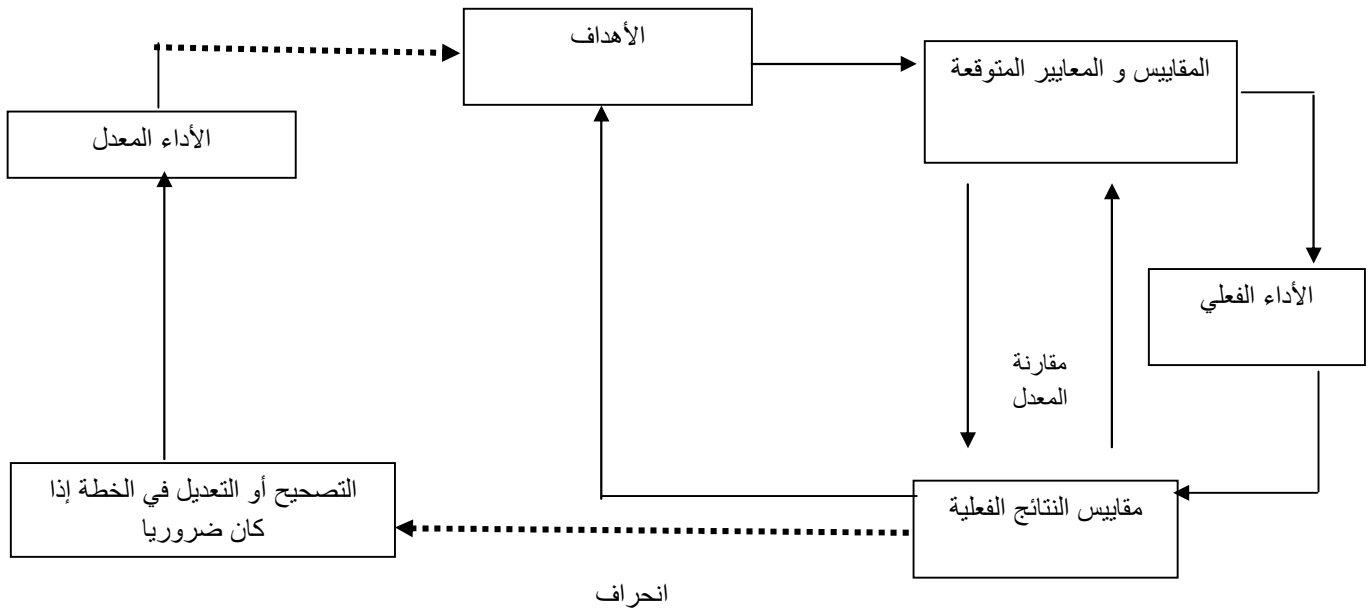 الأهداف
المقاييس و المعايير المتوقعة
الأداء المعدل
الأداء الفعلي
مقارنة
المعدل
التصحيح أو التعديل في الخطة إذا
كان ضروريا
مقاييس النتائج الفعلية
انحراف